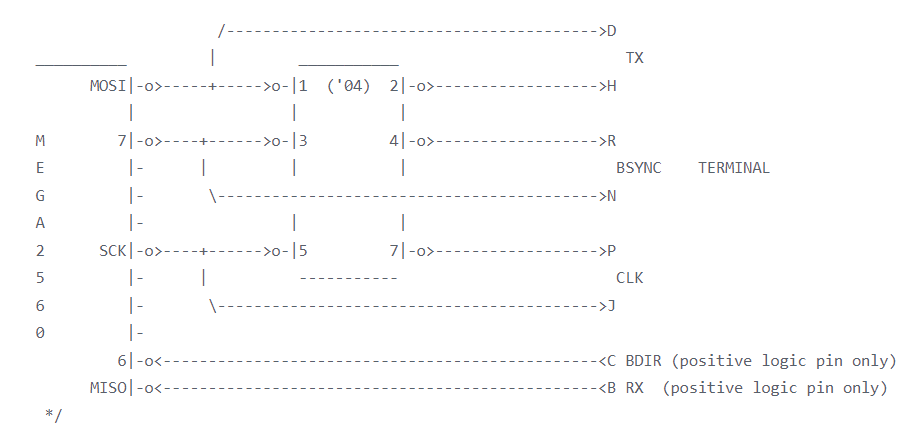 /----------------------------------------->D
_________          |         ___________                         TX
      MOSI|-o>-----+----->o-|1  ('04)  2|-o>------------------>H
          |                 |           |
M        7|-o>----+------>o-|3         4|-o>------------------>R
E         |-      |         |           |                       BSYNC    TERMINAL
G         |-       \------------------------------------------>N
A         |-                |           |
2      SCK|-o>----+------>o-|5         7|-o>------------------>P
5         |-      |          -----------                        CLK
6         |-       \------------------------------------------>J
0         |-
         6|-o<------------------------------------------------<C BDIR (positive logic pin only)
      MISO|-o<------------------------------------------------<B RX  (positive logic pin only)
 */